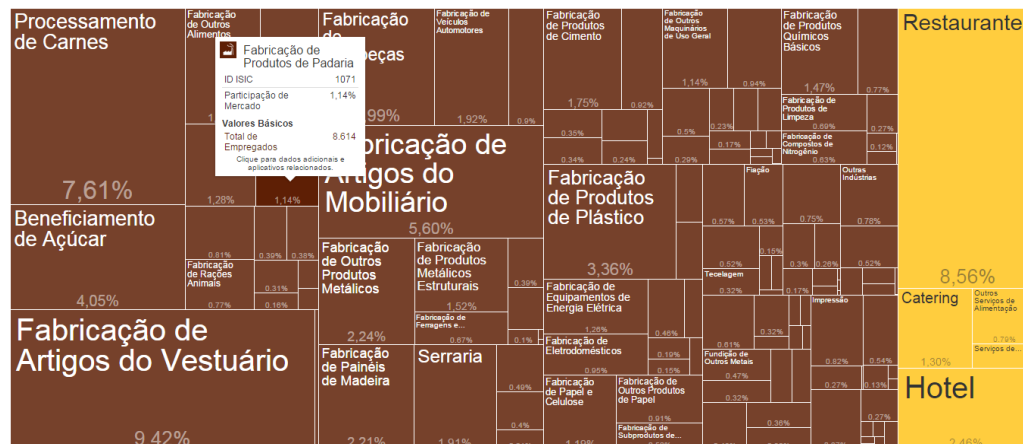 Processamento
de Carnes
7,61%
Fabricação
de Outros
Alimentos
1,28%
Fabricação de
Produtos de Padaria
ID ISIC 1071
Participação de 1,14%
Mercado
Valores Básicos
Total de 8.614
Empregados
Clique para dados adicionais e
aplicativos relacionados.
1,14%
Beneficiamento
de Açúcar
4,05%
0.81%
0.39%
0.38%
Fabricação
de Rações
Animais
0.77%
0.31%
0.16%
Fabricação de
Artigos do Vestuário
9,42%
Fabricação
Fabricação de
Veículos
Automotores
1,92%
0.9%
Artigos do
Mobiliário
5,60%
Fabricação
de Outros
Produtos
Metálicos
2,24%
Fabricação
de Produtos
Metálicos
Estruturais
1,52%
0.39%
Fabricação de
Ferragens e...
0.67%
0.1%
Fabricação
de Painéis
de Madeira
2,21%
Serraria
1,91%
0.49%
0.4%
Fabricação
de Produtos
de Cimento
1,75%
0.92%
0.35%
0.34%
0.24%
Fabricação
de Outros
Maquinários
de Uso Geral
1,14%
0.94%
0.5%
0.23%
0.17%
0.29%
Fabricação
de Produtos
Químicos
Básicos
1,47%
0.77%
Fabricação de
Produtos de
Limpeza
0.69%
0.27%
Fabricação de
Compostos de
Nitrogênio
0.63%
0.12%
Fabricação
de Produtos
de Plástico
3,36%
Fabricação de
Equipamentos de
Energia Elétrica
1,26%
0.46%
Fabricação de
Eletrodomésticos
0.95%
0.19%
0.15%
Fabricação
de Papel e
Celulose
1,19%
Fabricação de
Outros Produtos
de Papel
0.91%
Fabricação de
Subprodutos de...
0.57%
Fiação
0.53%
0.75%
Outras
Indústrias
0.78%
0.52%
0.15%
0.3%
0.26%
0.52%
Tecelagem
0.32%
0.17%
Impressão
0.61%
0.32%
0.82%
0.54%
Fundição de
Outros Metais
0.47%
0.27%
0.13%
0.32%
0.36%
0.27%
Restaurante
8,56%
Catering
1,30%
Outros
Serviços de
Alimentação
0.79%
Serviços de...
Hotel
2,46%